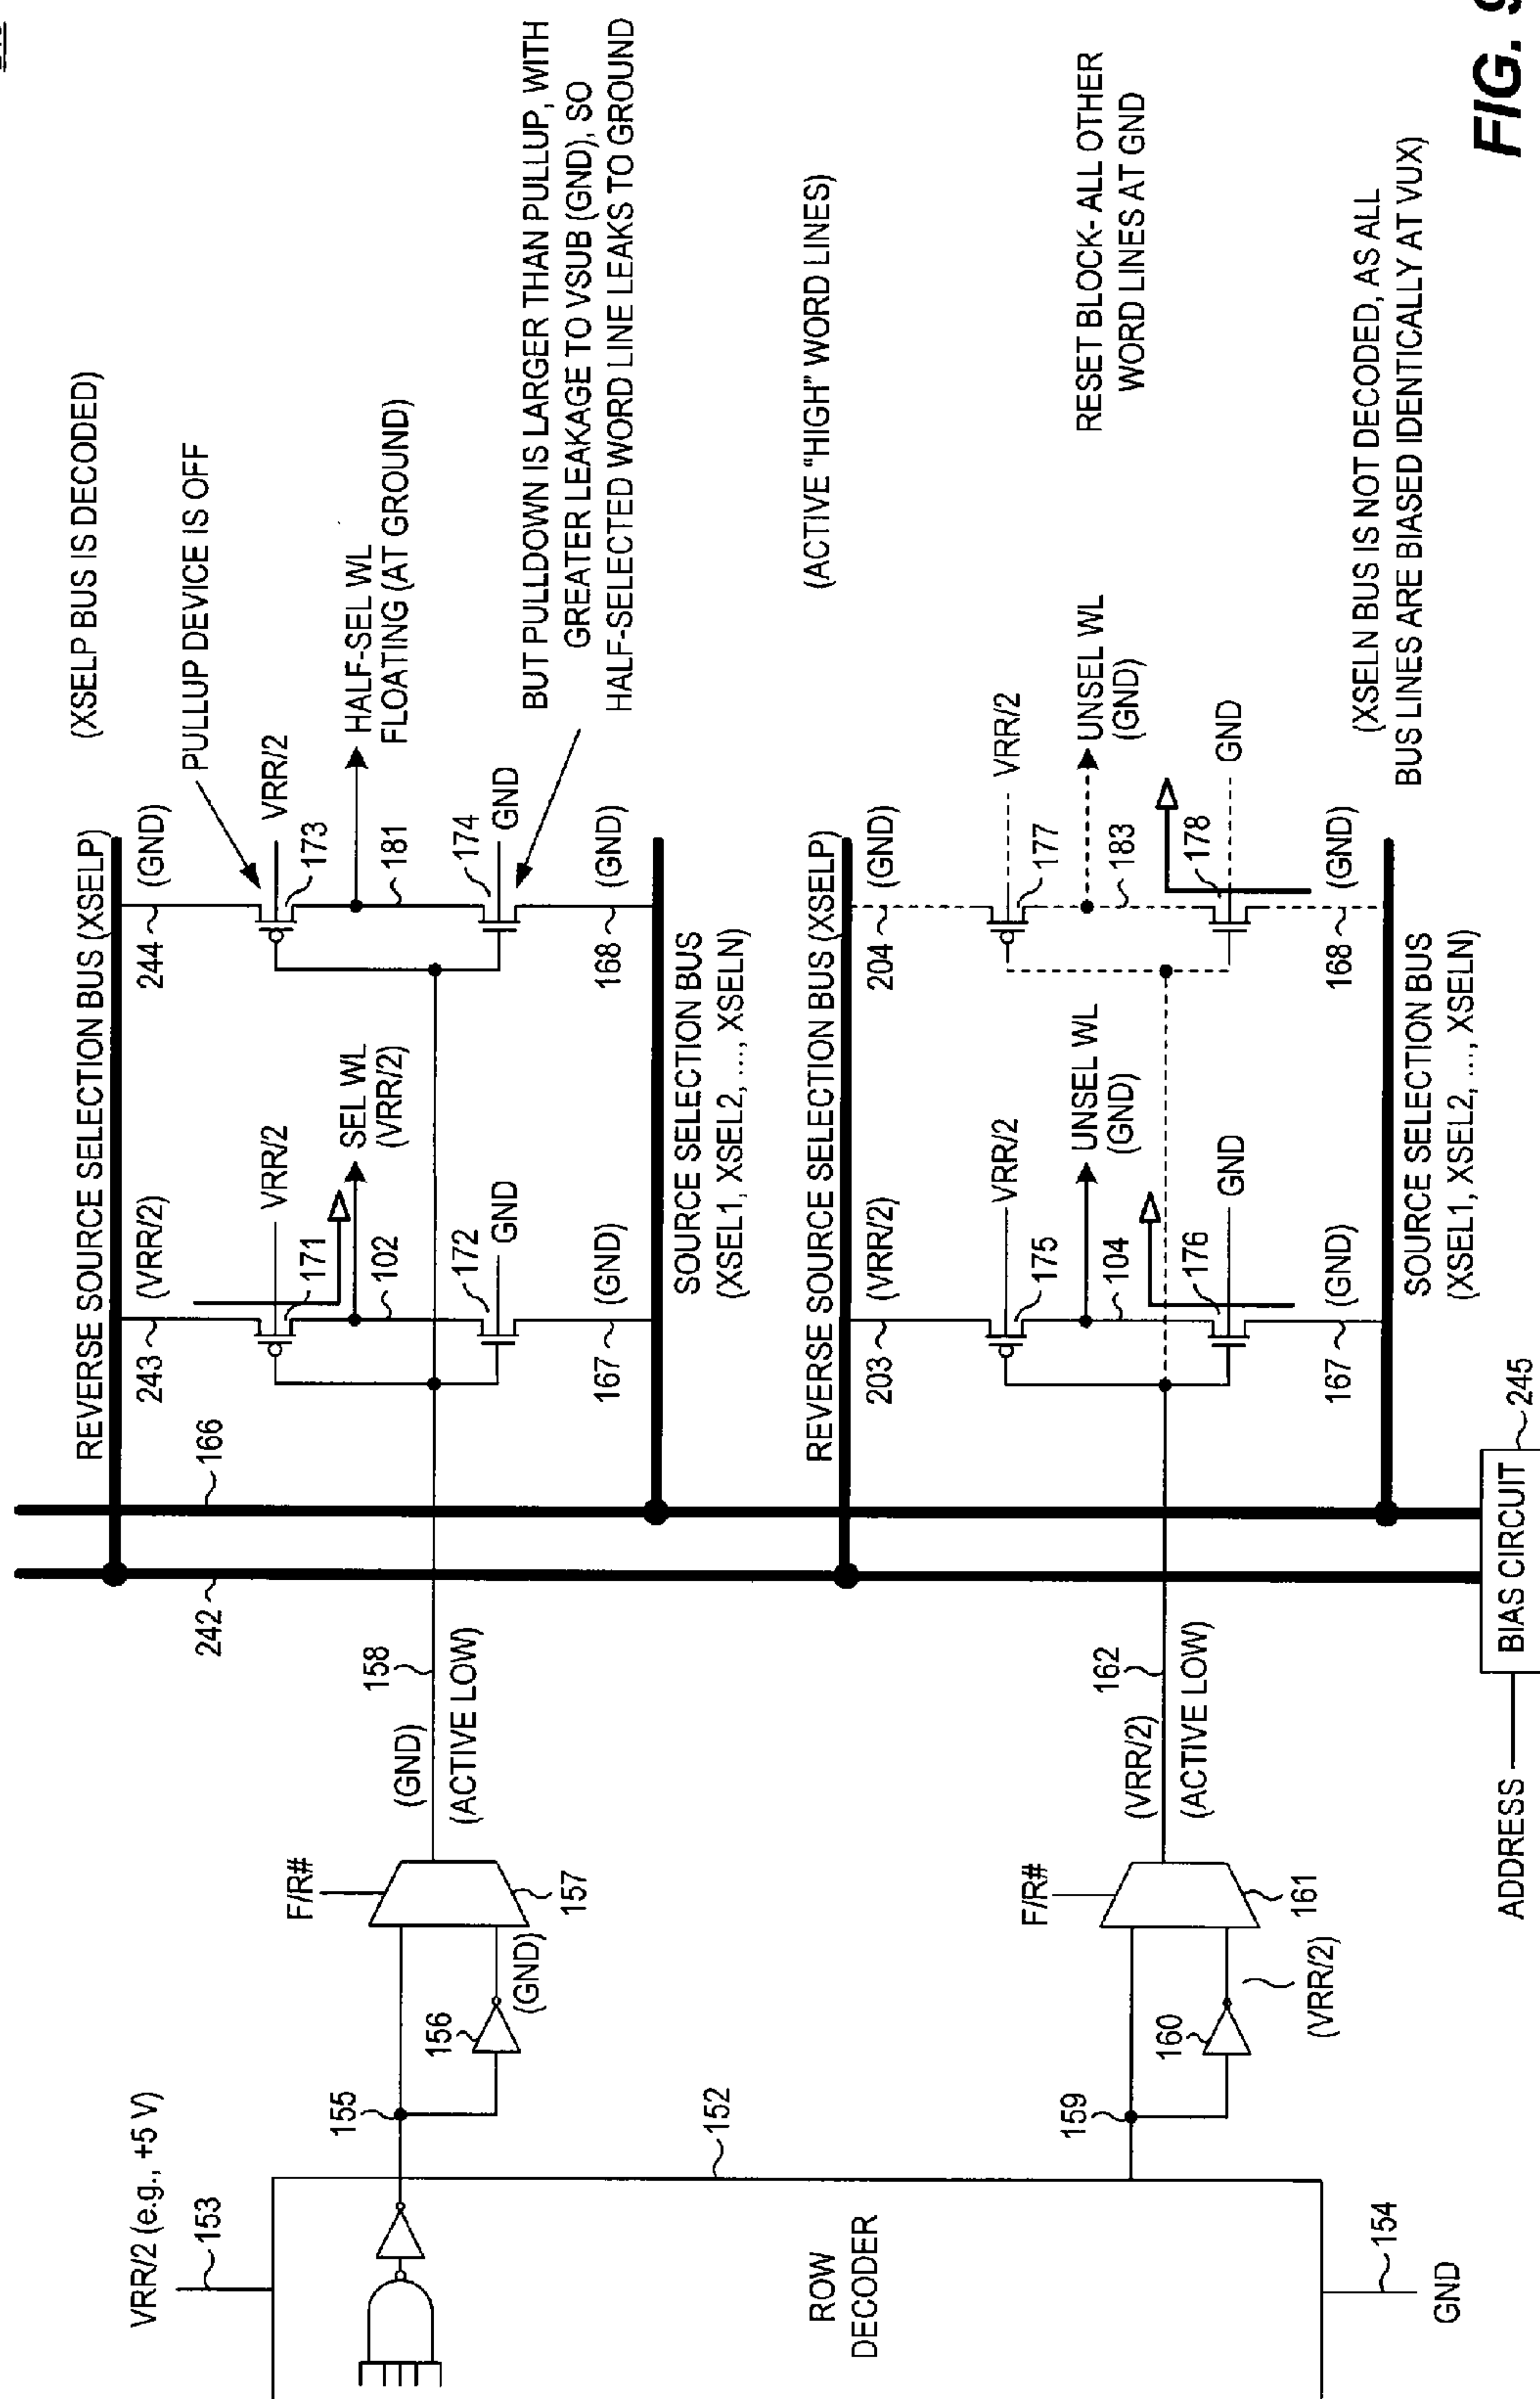 VRR/2 (e.g., +5 V)
153
155
156
(GND)
F/R#
157
(GND)
158
(ACTIVE LOW)
242
166
REVERSE SOURCE SELECTION BUS (XSELP)
(XSELP BUS IS DECODED)
243
(VRR/2)
VRR/2
171
SEL WL
(VRR/2)
102
172
GND
167
(GND)
244
(GND)
PULLUP DEVICE IS OFF
VRR/2
173
HALF-SEL WL
FLOATING (AT GROUND)
181
174
GND
BUT PULLDOWN IS LARGER THAN PULLUP, WITH
GREATER LEAKAGE TO VSUB (GND), SO
HALF-SELECTED WORD LINE LEAKS TO GROUND
168
(GND)
SOURCE SELECTION BUS
(XSEL1, XSEL2, ..., XSELN)
(ACTIVE "HIGH" WORD LINES)
152
ROW
DECODER
159
160
(VRR/2)
F/R#
161
(VRR/2)
162
(ACTIVE LOW)
REVERSE SOURCE SELECTION BUS (XSELP)
203
(VRR/2)
VRR/2
175
UNSEL WL
(GND)
104
176
GND
167
(GND)
204
(GND)
VRR/2
177
UNSEL WL
(GND)
183
178
GND
168
(GND)
RESET BLOCK- ALL OTHER
WORD LINES AT GND
SOURCE SELECTION BUS
(XSEL1, XSEL2, ..., XSELN)
(XSELN BUS IS NOT DECODED, AS ALL
BUS LINES ARE BIASED IDENTICALLY AT VUX)
154
GND
ADDRESS
BIAS CIRCUIT
245
FIG. 9